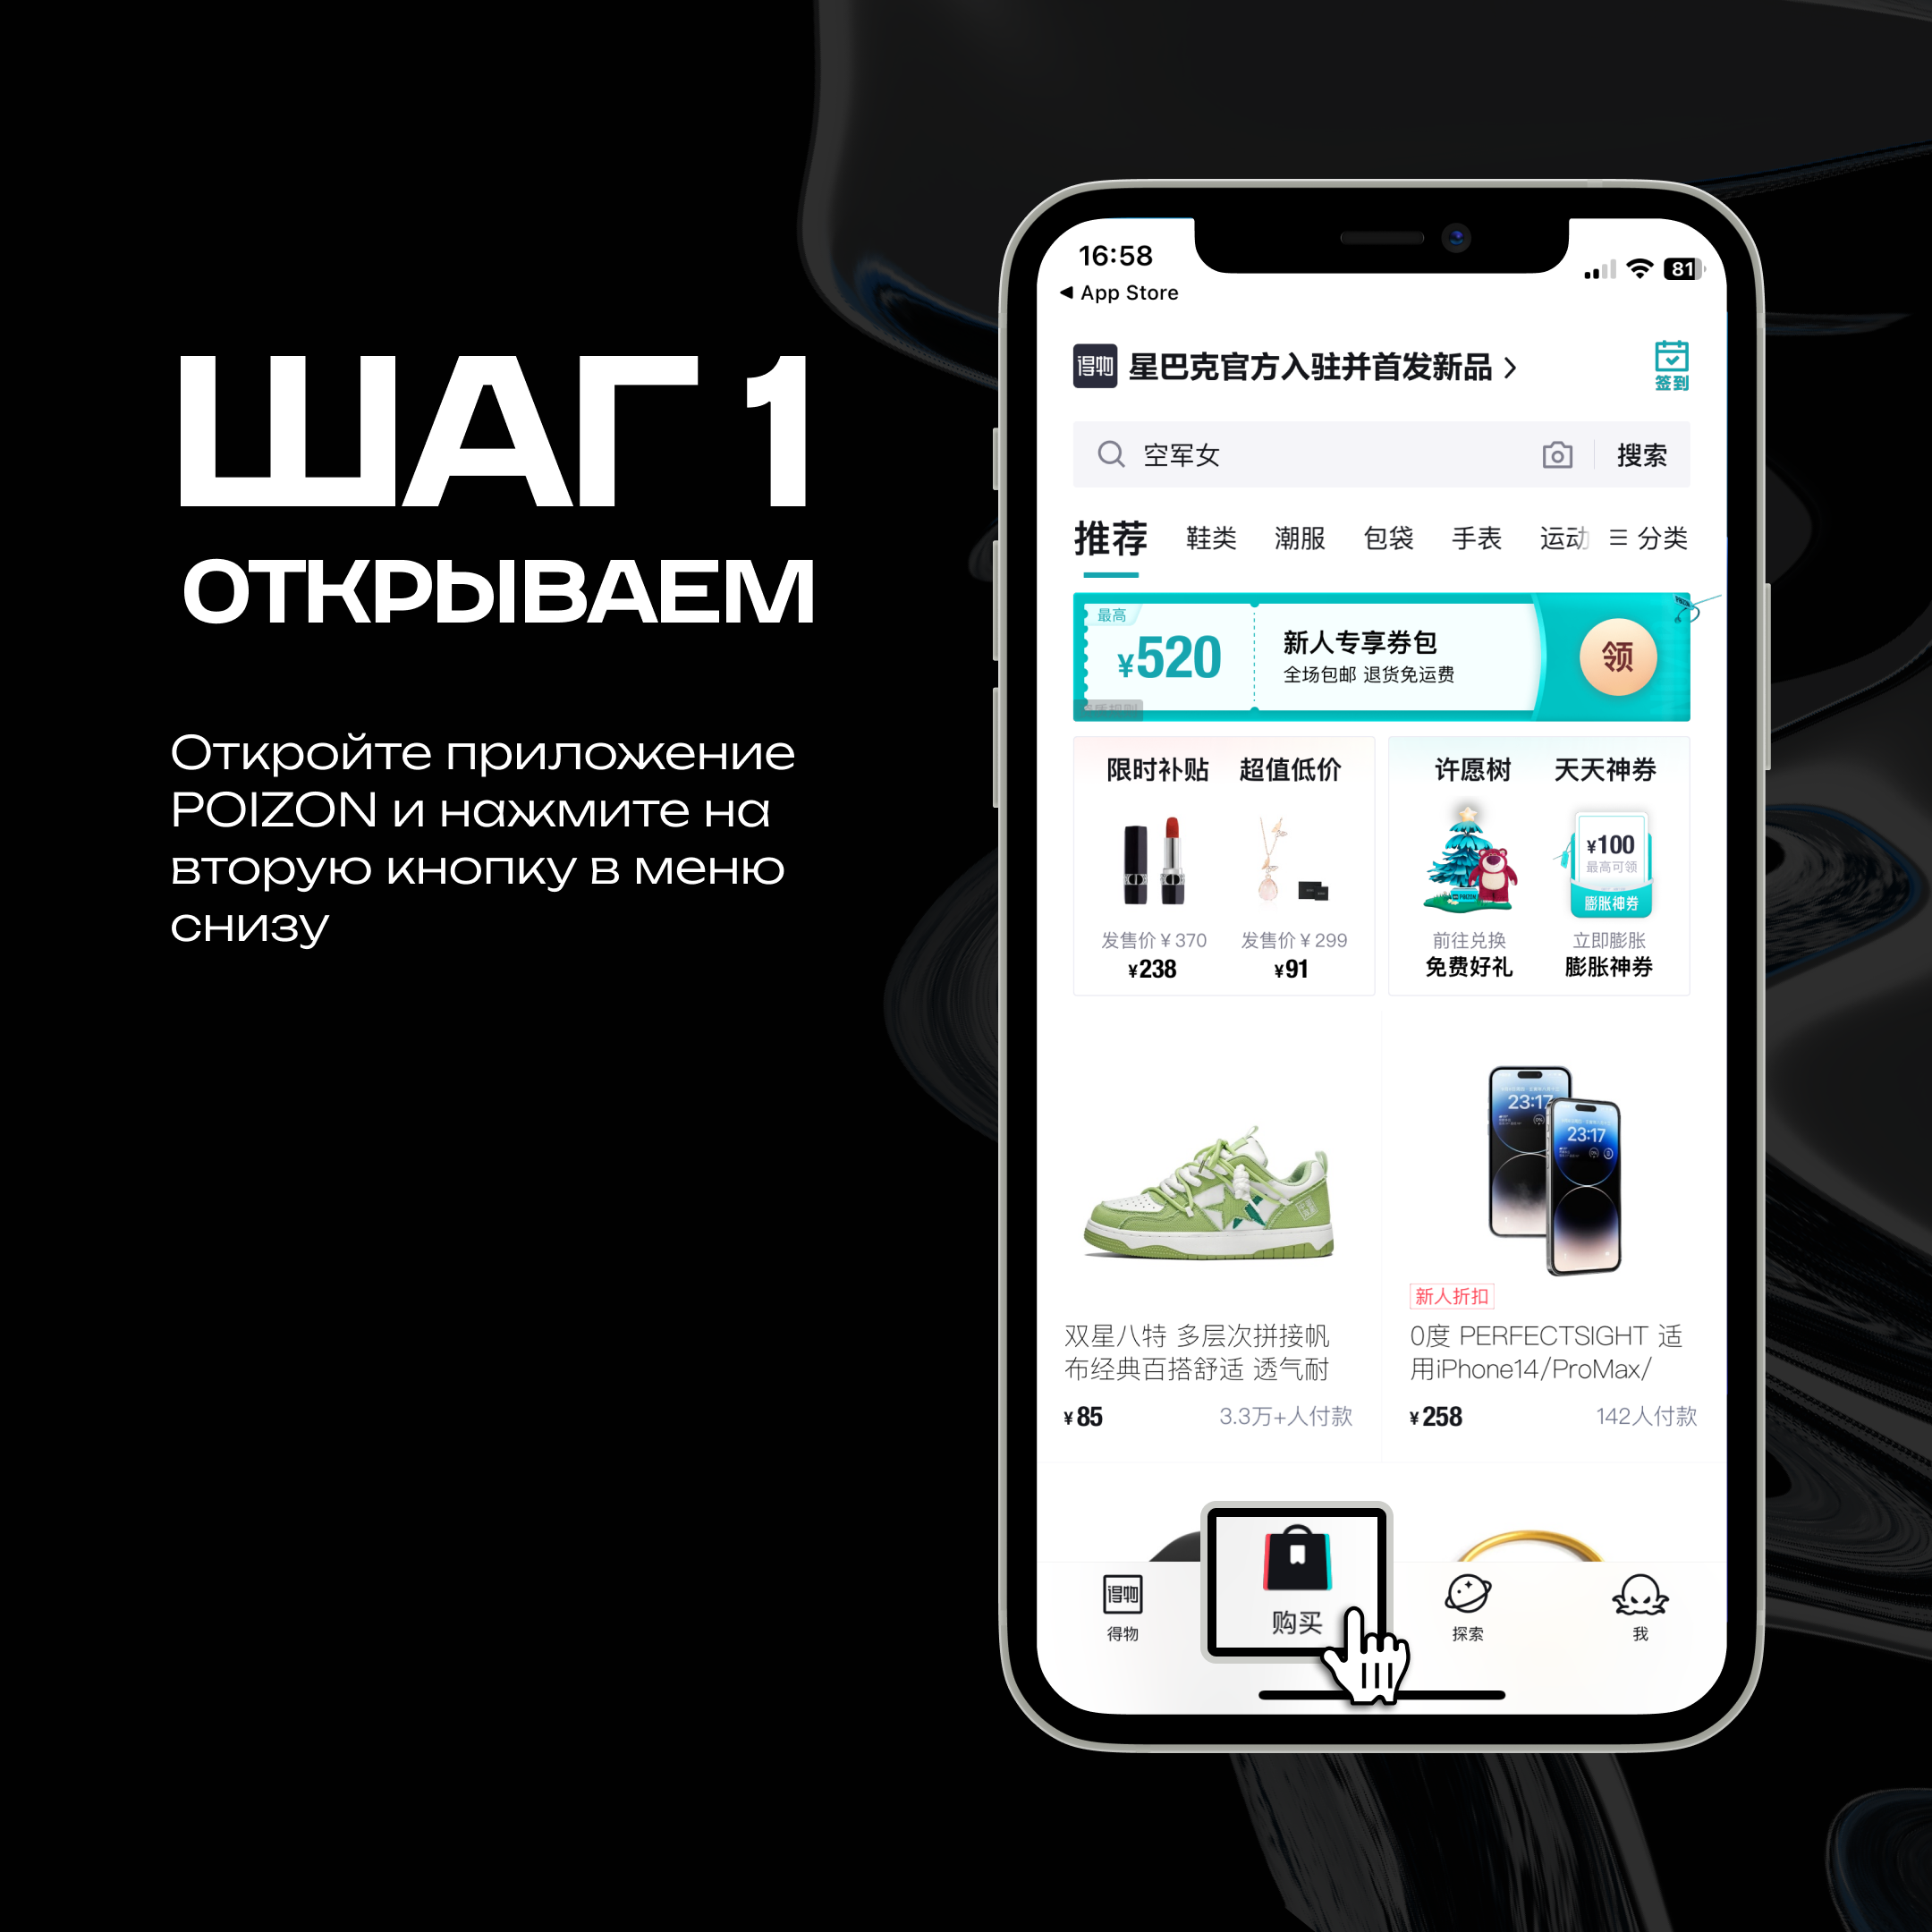 ШАГ 1
ОТКРЫВАЕМ
Откройте приложение
POIZON и нажмите на
вторую кнопку в меню
снизу
16:58
81
App Store
得物 星巴克官方入驻并首发新品
签到
空军女 搜索
推荐 鞋类 潮服 包袋 手表 运动 分类
最高
¥520
新人专享券包
全场包邮 退货免运费
领
限时补贴 超值低价
许愿树 天天神券
¥100
最高可领
膨胀神券
POIZON
发售价 ¥ 370 发售价 ¥ 299
¥238 ¥91
前往兑换 立即膨胀
免费好礼 膨胀神券
23:17
23:17
新人折扣
双星八特 多层次拼接帆
布经典百搭舒适 透气耐
¥85 3.3万+人付款
0度 PERFECTSIGHT 适
用iPhone14/ProMax/
¥258 142人付款
得物
得物 购买 探索 我